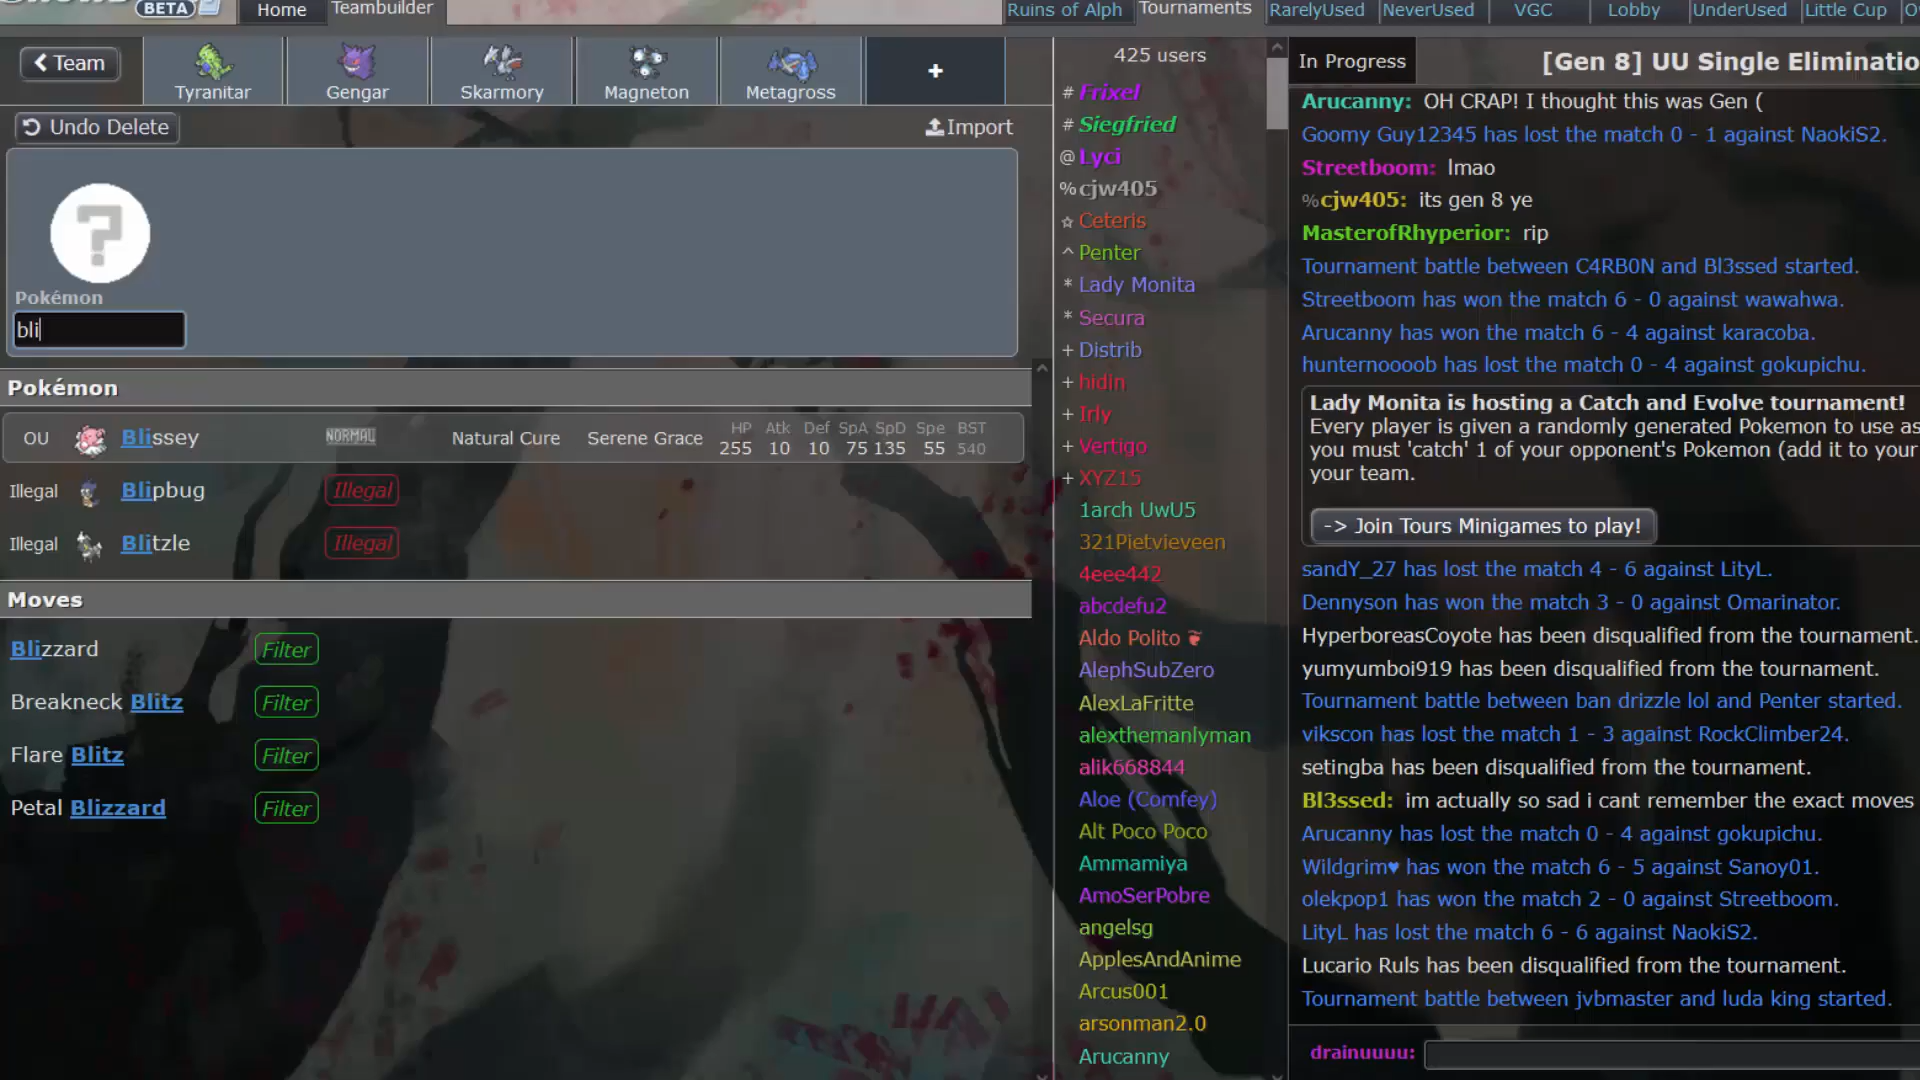 BETA
Home
Teambuilder
Ruins of Alph
Tournaments
RarelyUsed
NeverUsed
VGC
Lobby
UnderUsed
Little Cup
Team
Tyranitar
Gengar
Skarmory
Magneton
Metagross
+
Undo Delete
Import
?
Pokémon
bli
Pokémon
OU Blissey NORMAL Natural Cure Serene Grace HP 255 Atk 10 Def 10 SpA 75 SpD 135 Spe 55 BST 540
Illegal Blipbug Illegal
Illegal Blitzle Illegal
Moves
Blizzard Filter
Breakneck Blitz Filter
Flare Blitz Filter
Petal Blizzard Filter
425 users
# Frixel
# Siegfried
@ Lyci
% cjw405
☆ Ceteris
^ Penter
* Lady Monita
* Secura
+ Distrib
+ hidin
+ Irly
+ Vertigo
+ XYZ15
1arch UwU5
321Pietvieveen
4eee442
abcdefu2
Aldo Polito ❦
AlephSubZero
AlexLaFritte
alexthemanlyman
alik668844
Aloe (Comfey)
Alt Poco Poco
Ammamiya
AmoSerPobre
angelsg
ApplesAndAnime
Arcus001
arsonman2.0
Arucanny
In Progress
[Gen 8] UU Single Eliminatio
Arucanny: OH CRAP! I thought this was Gen (
Goomy Guy12345 has lost the match 0 - 1 against NaokiS2.
Streetboom: lmao
%cjw405: its gen 8 ye
MasterofRhyperior: rip
Tournament battle between C4RB0N and Bl3ssed started.
Streetboom has won the match 6 - 0 against wawahwa.
Arucanny has won the match 6 - 4 against karacoba.
hunternoooob has lost the match 0 - 4 against gokupichu.
Lady Monita is hosting a Catch and Evolve tournament!
Every player is given a randomly generated Pokemon to use as
you must 'catch' 1 of your opponent's Pokemon (add it to your
your team.
-> Join Tours Minigames to play!
sandY_27 has lost the match 4 - 6 against LityL.
Dennyson has won the match 3 - 0 against Omarinator.
HyperboreasCoyote has been disqualified from the tournament.
yumyumboi919 has been disqualified from the tournament.
Tournament battle between ban drizzle lol and Penter started.
vikscon has lost the match 1 - 3 against RockClimber24.
setingba has been disqualified from the tournament.
Bl3ssed: im actually so sad i cant remember the exact moves
Arucanny has lost the match 0 - 4 against gokupichu.
Wildgrim♥ has won the match 6 - 5 against Sanoy01.
olekpop1 has won the match 2 - 0 against Streetboom.
LityL has lost the match 6 - 6 against NaokiS2.
Lucario Ruls has been disqualified from the tournament.
Tournament battle between jvbmaster and luda king started.
drainuuuu: